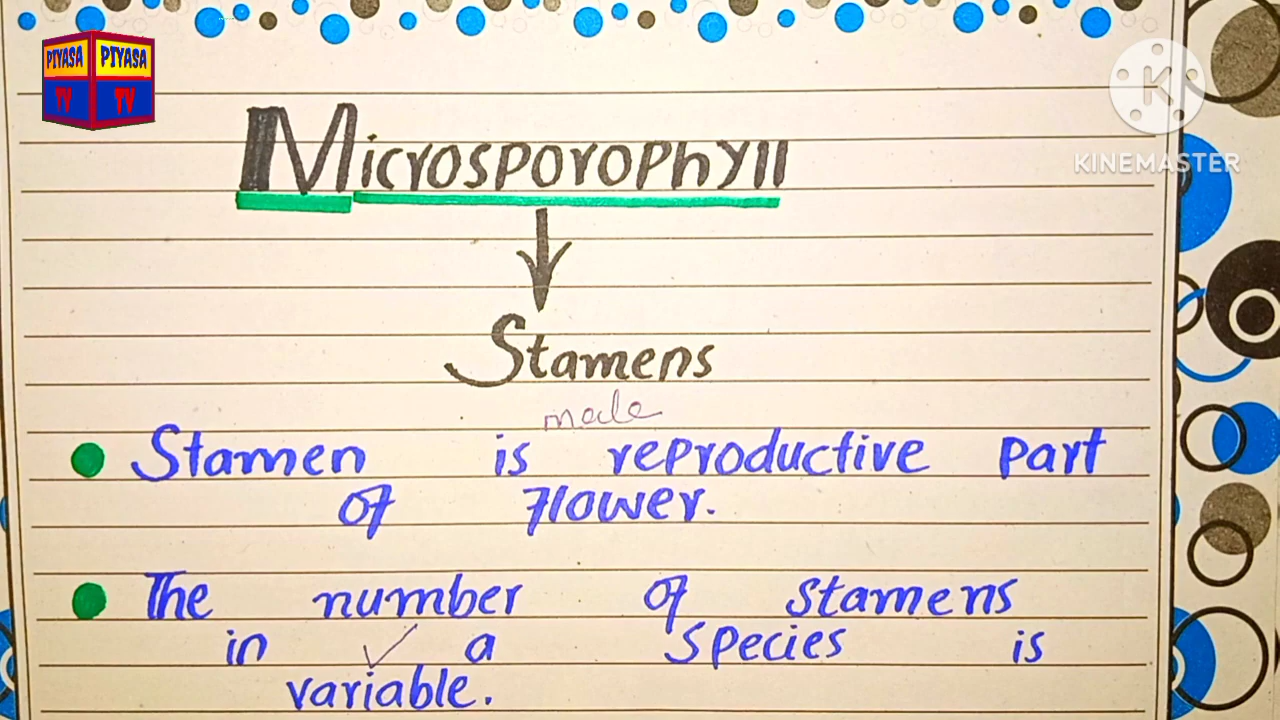 PIYASA PIYASA
TV TV
KINEMASTER
Microsporophyll
Stamens
male
Stamen is reproductive part
of flower.
The number of stamens
in a species is
variable.